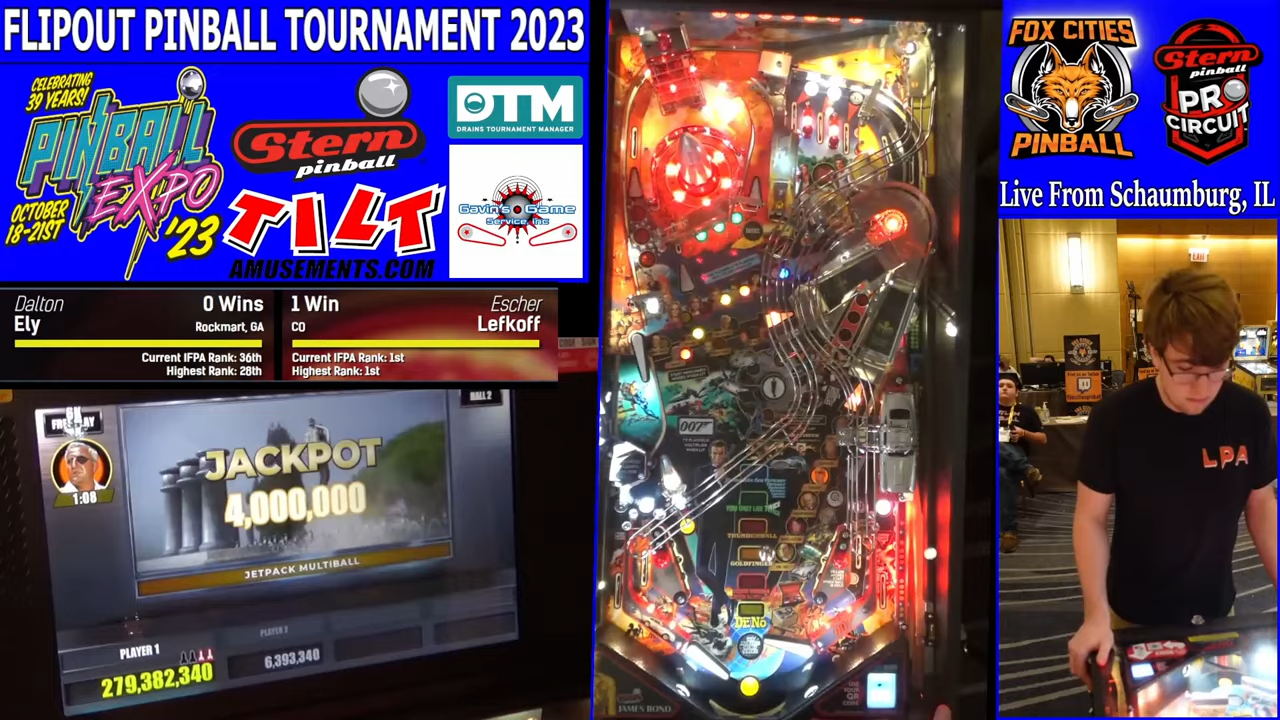 FLIPOUT PINBALL TOURNAMENT 2023
CELEBRATING
39 YEARS!
PINBALL
EXPO
OCTOBER
18-21ST
'23
Stern
pinball
TILT
AMUSEMENTS.COM
DTM
DRAINS TOURNAMENT MANAGER
Gavin's Game
Service, Inc
Dalton
Ely
0 Wins
Rockmart, GA
Current IFPA Rank: 36th
Highest Rank: 28th
1 Win
Escher
CO
Lefkoff
Current IFPA Rank: 1st
Highest Rank: 1st
BALL 2
1:08
JACKPOT
4,000,000
JETPACK MULTIBALL
PLAYER 1
279,382,340
PLAYER 2
6,393,340
007
THUNDERBALL
GOLDFINGER
DR. NO
JAMES BOND
FOX CITIES
PINBALL
Stern
pinball
PRO
CIRCUIT
Live From Schaumburg, IL
EXIT
LPA